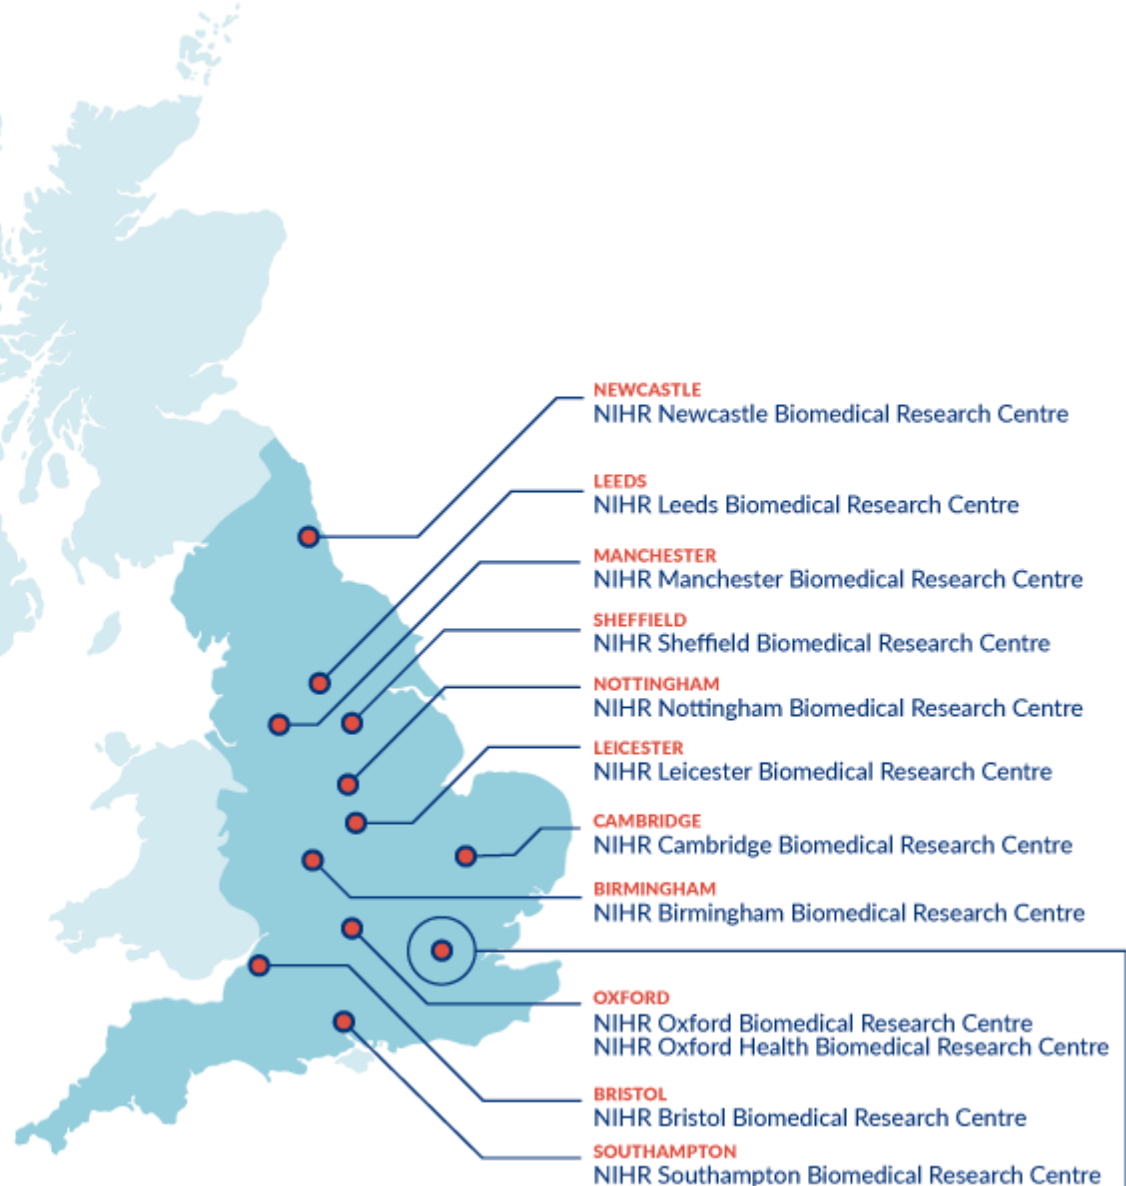 NEWCASTLE
NIHR Newcastle Biomedical Research Centre
LEEDS
NIHR Leeds Biomedical Research Centre
MANCHESTER
NIHR Manchester Biomedical Research Centre
SHEFFIELD
NIHR Sheffield Biomedical Research Centre
NOTTINGHAM
NIHR Nottingham Biomedical Research Centre
LEICESTER
NIHR Leicester Biomedical Research Centre
CAMBRIDGE
NIHR Cambridge Biomedical Research Centre
BIRMINGHAM
NIHR Birmingham Biomedical Research Centre
OXFORD
NIHR Oxford Biomedical Research Centre
NIHR Oxford Health Biomedical Research Centre
BRISTOL
NIHR Bristol Biomedical Research Centre
SOUTHAMPTON
NIHR Southampton Biomedical Research Centre